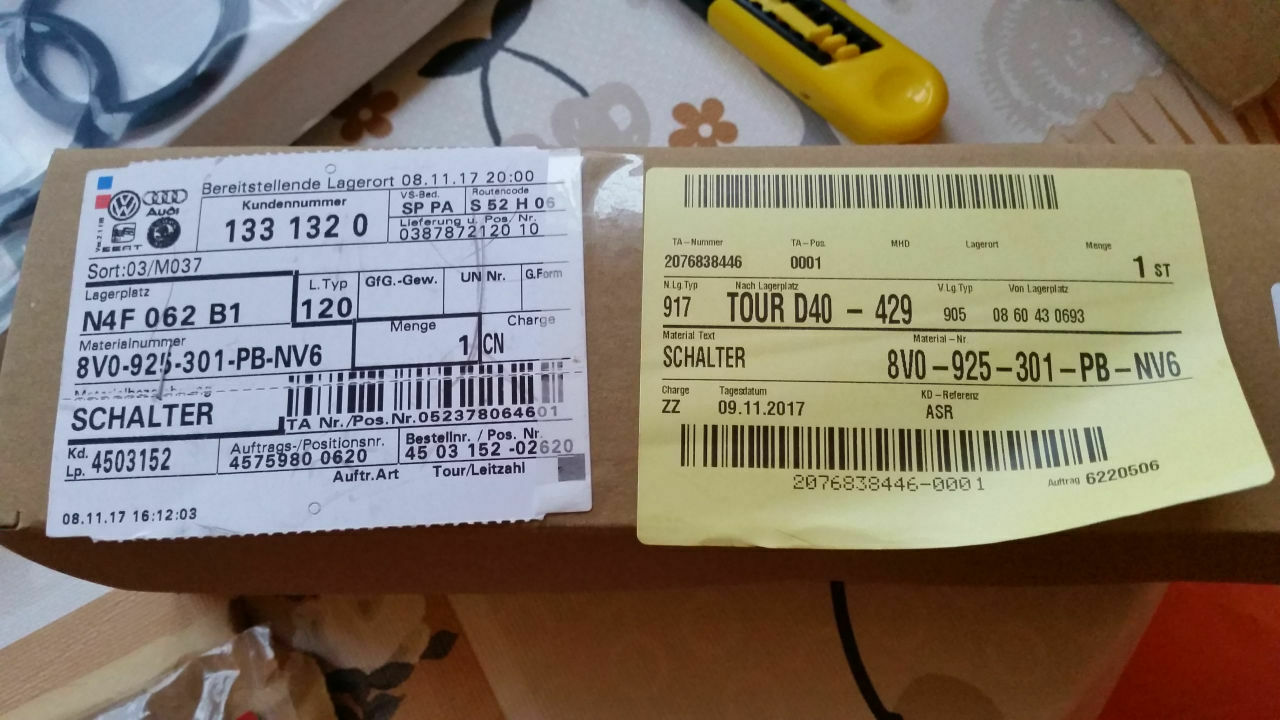 Bereitstellende Lagerort 08.11.17 20:00
Audi
SEAT
Kundennummer
133 132 0
VS-Bed.
SP PA
Routencode
S 52 H 06
Lieferung u. Pos/Nr.
0387872120 10
Sort:03/M037
Lagerplatz
N4F 062 B1
L.Typ
120
GfG.-Gew.
UN Nr.
G.Form
Materialnummer
8V0-925-301-PB-NV6
Menge
1
Charge
CN
Materialbezeichnung
SCHALTER
TA Nr./Pos.Nr.052378064601
Kd.
Lp. 4503152
Auftrags-/Positionsnr.
4575980 0620
Bestellnr. / Pos. Nr.
45 03 152 -02620
Auftr.Art
Tour/Leitzahl
08.11.17 16:12:03
TA-Nummer
2076838446
TA-Pos.
0001
MHD
Lagerort
Menge
1 ST
N.Lg.Typ
917
Nach Lagerplatz
TOUR D40 - 429
V.Lg.Typ
905
Von Lagerplatz
08 60 43 0693
Material Text
SCHALTER
Material-Nr.
8V0-925-301-PB-NV6
Charge
ZZ
Tagesdatum
09.11.2017
KD-Referenz
ASR
2076838446-0001
Auftrag 6220506